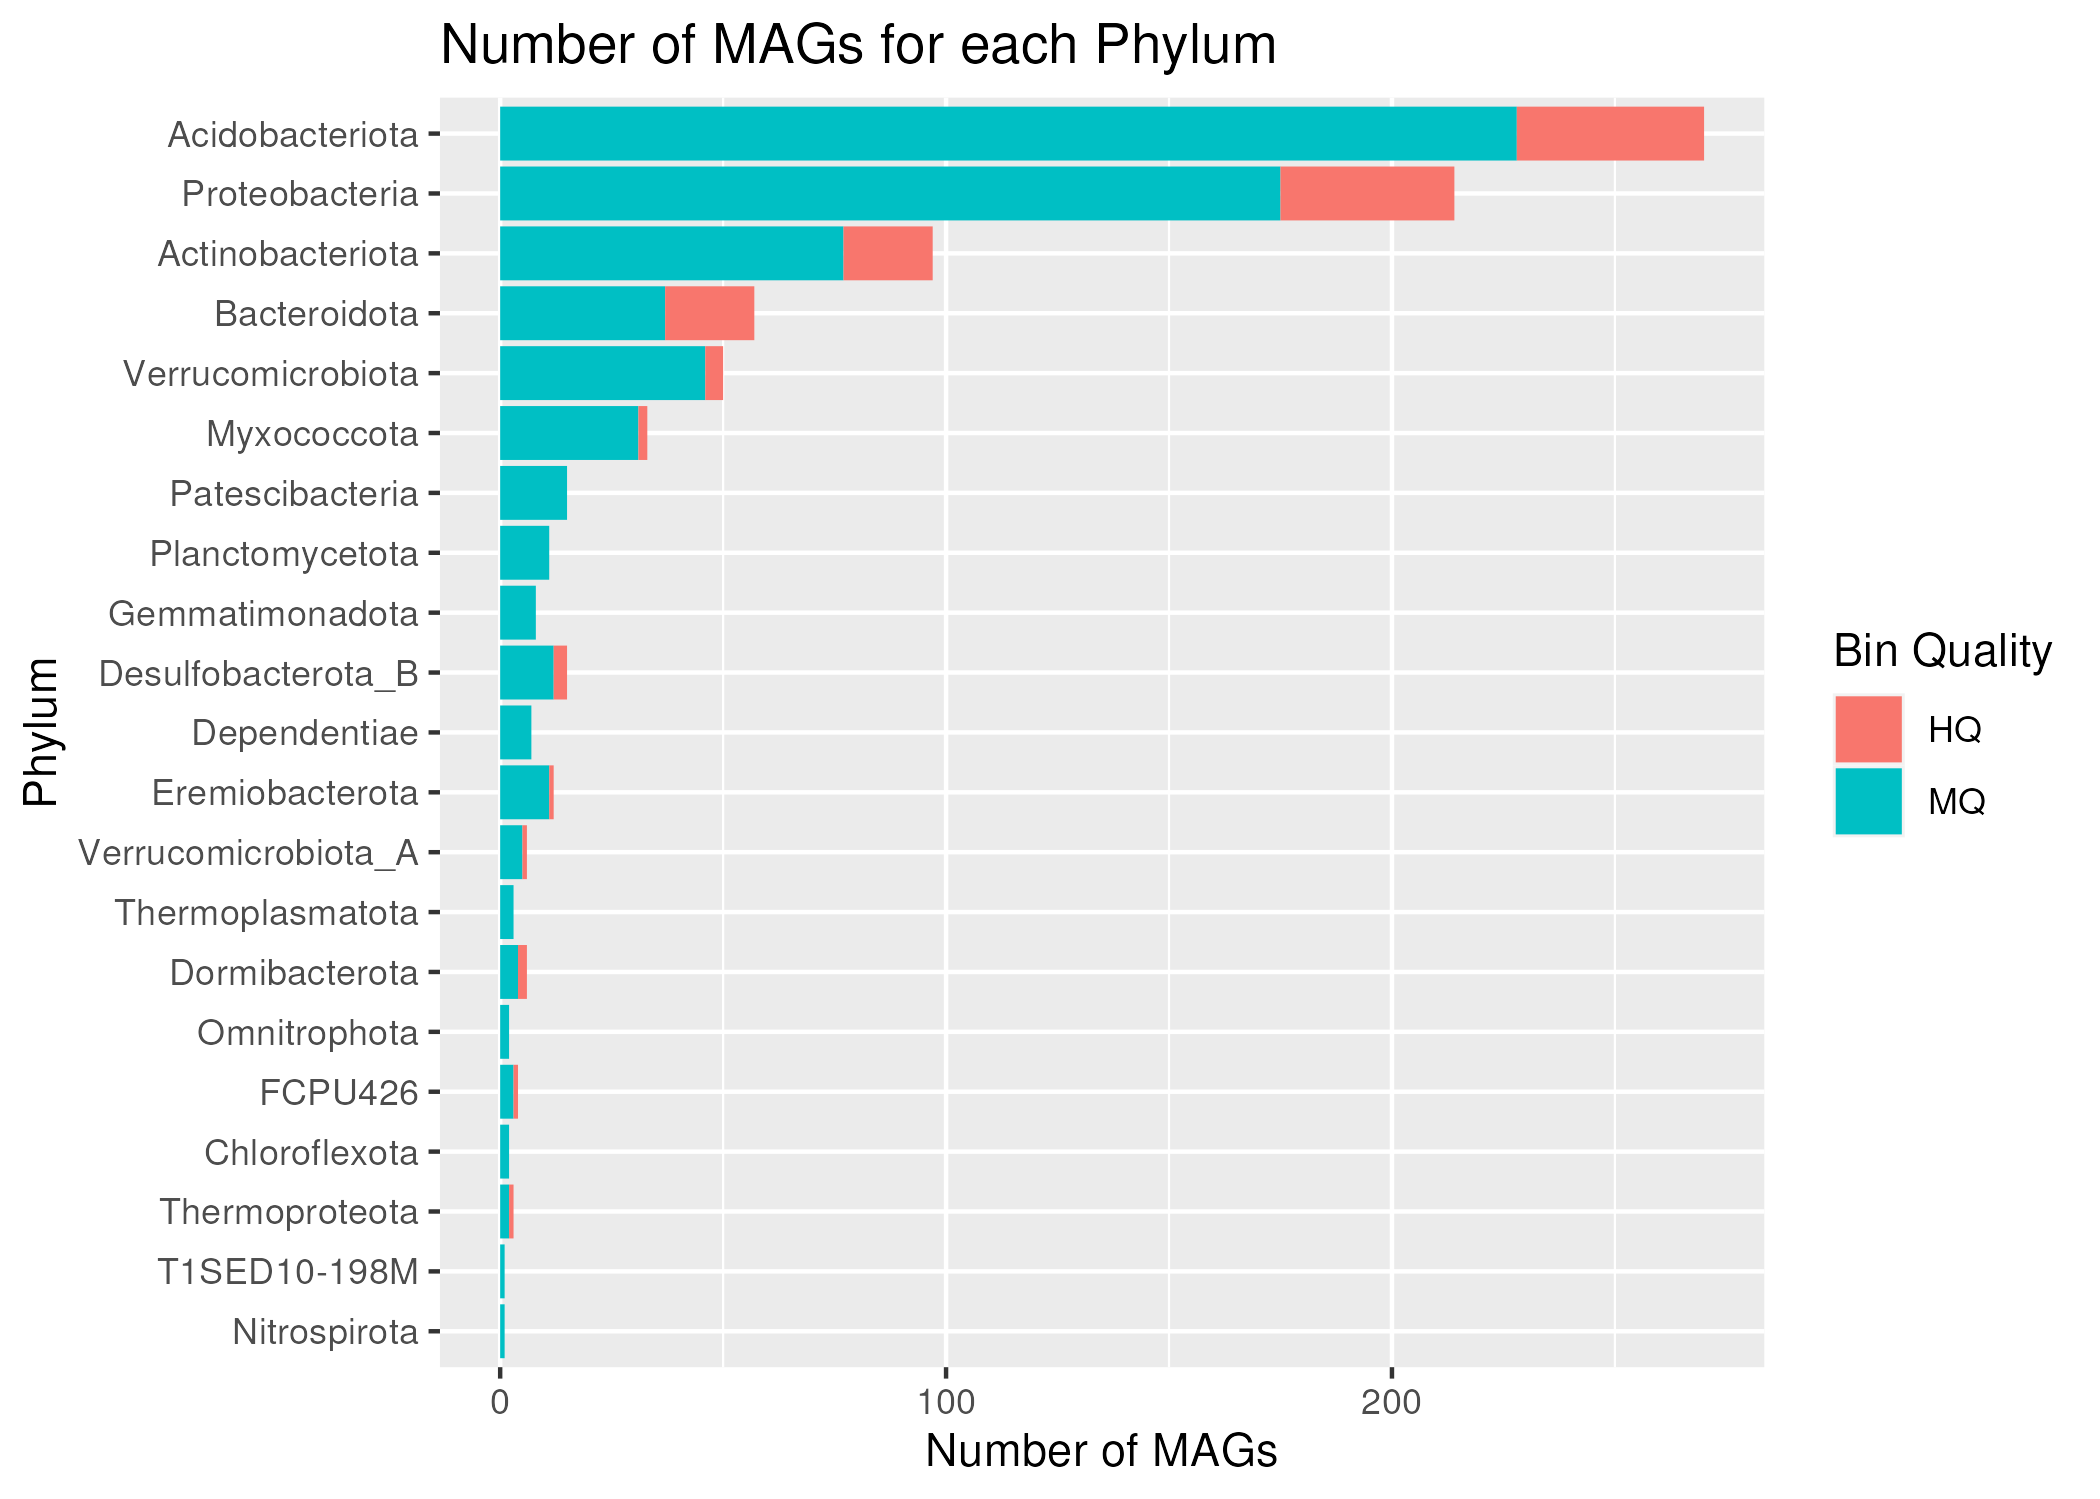 Number of MAGs for each Phylum
Phylum
Acidobacteriota
Proteobacteria
Actinobacteriota
Bacteroidota
Verrucomicrobiota
Myxococcota
Patescibacteria
Planctomycetota
Gemmatimonadota
Desulfobacterota_B
Dependentiae
Eremiobacterota
Verrucomicrobiota_A
Thermoplasmatota
Dormibacterota
Omnitrophota
FCPU426
Chloroflexota
Thermoproteota
T1SED10-198M
Nitrospirota
0 100 200
Number of MAGs
Bin Quality
HQ
MQ